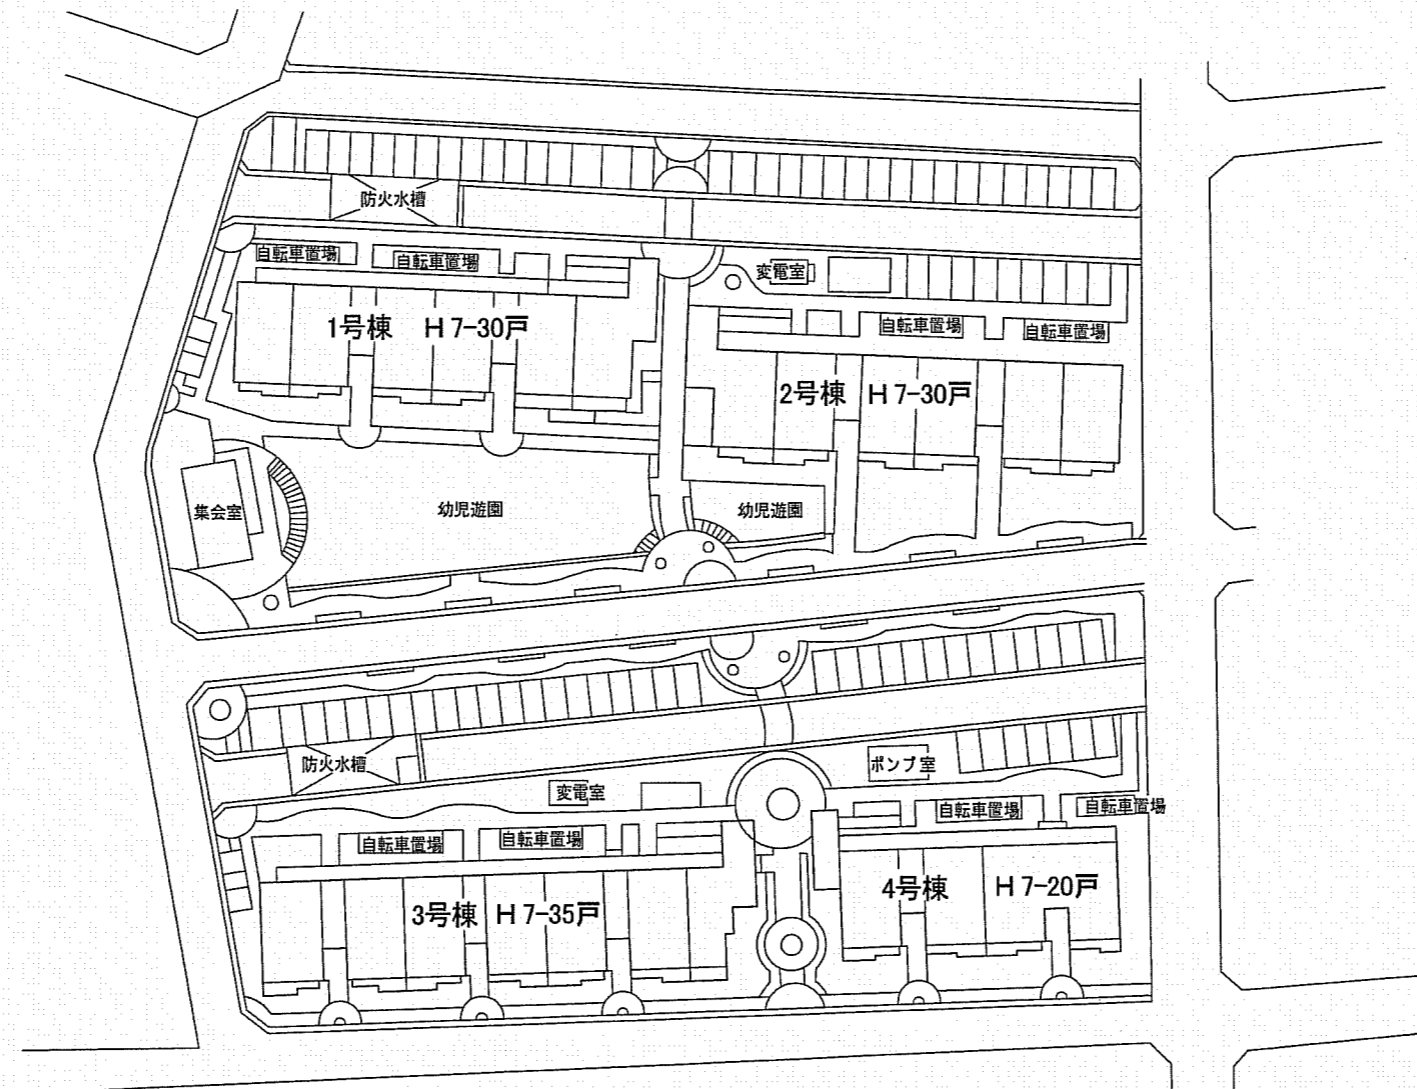 防火水槽
自転車置場
自転車置場
変電室
1号棟 H 7-30戸
自転車置場
自転車置場
2号棟 H 7-30戸
集会室
幼児遊園
幼児遊園
防火水槽
変電室
ポンプ室
自転車置場
自転車置場
自転車置場
自転車置場
3号棟 H 7-35戸
4号棟 H 7-20戸